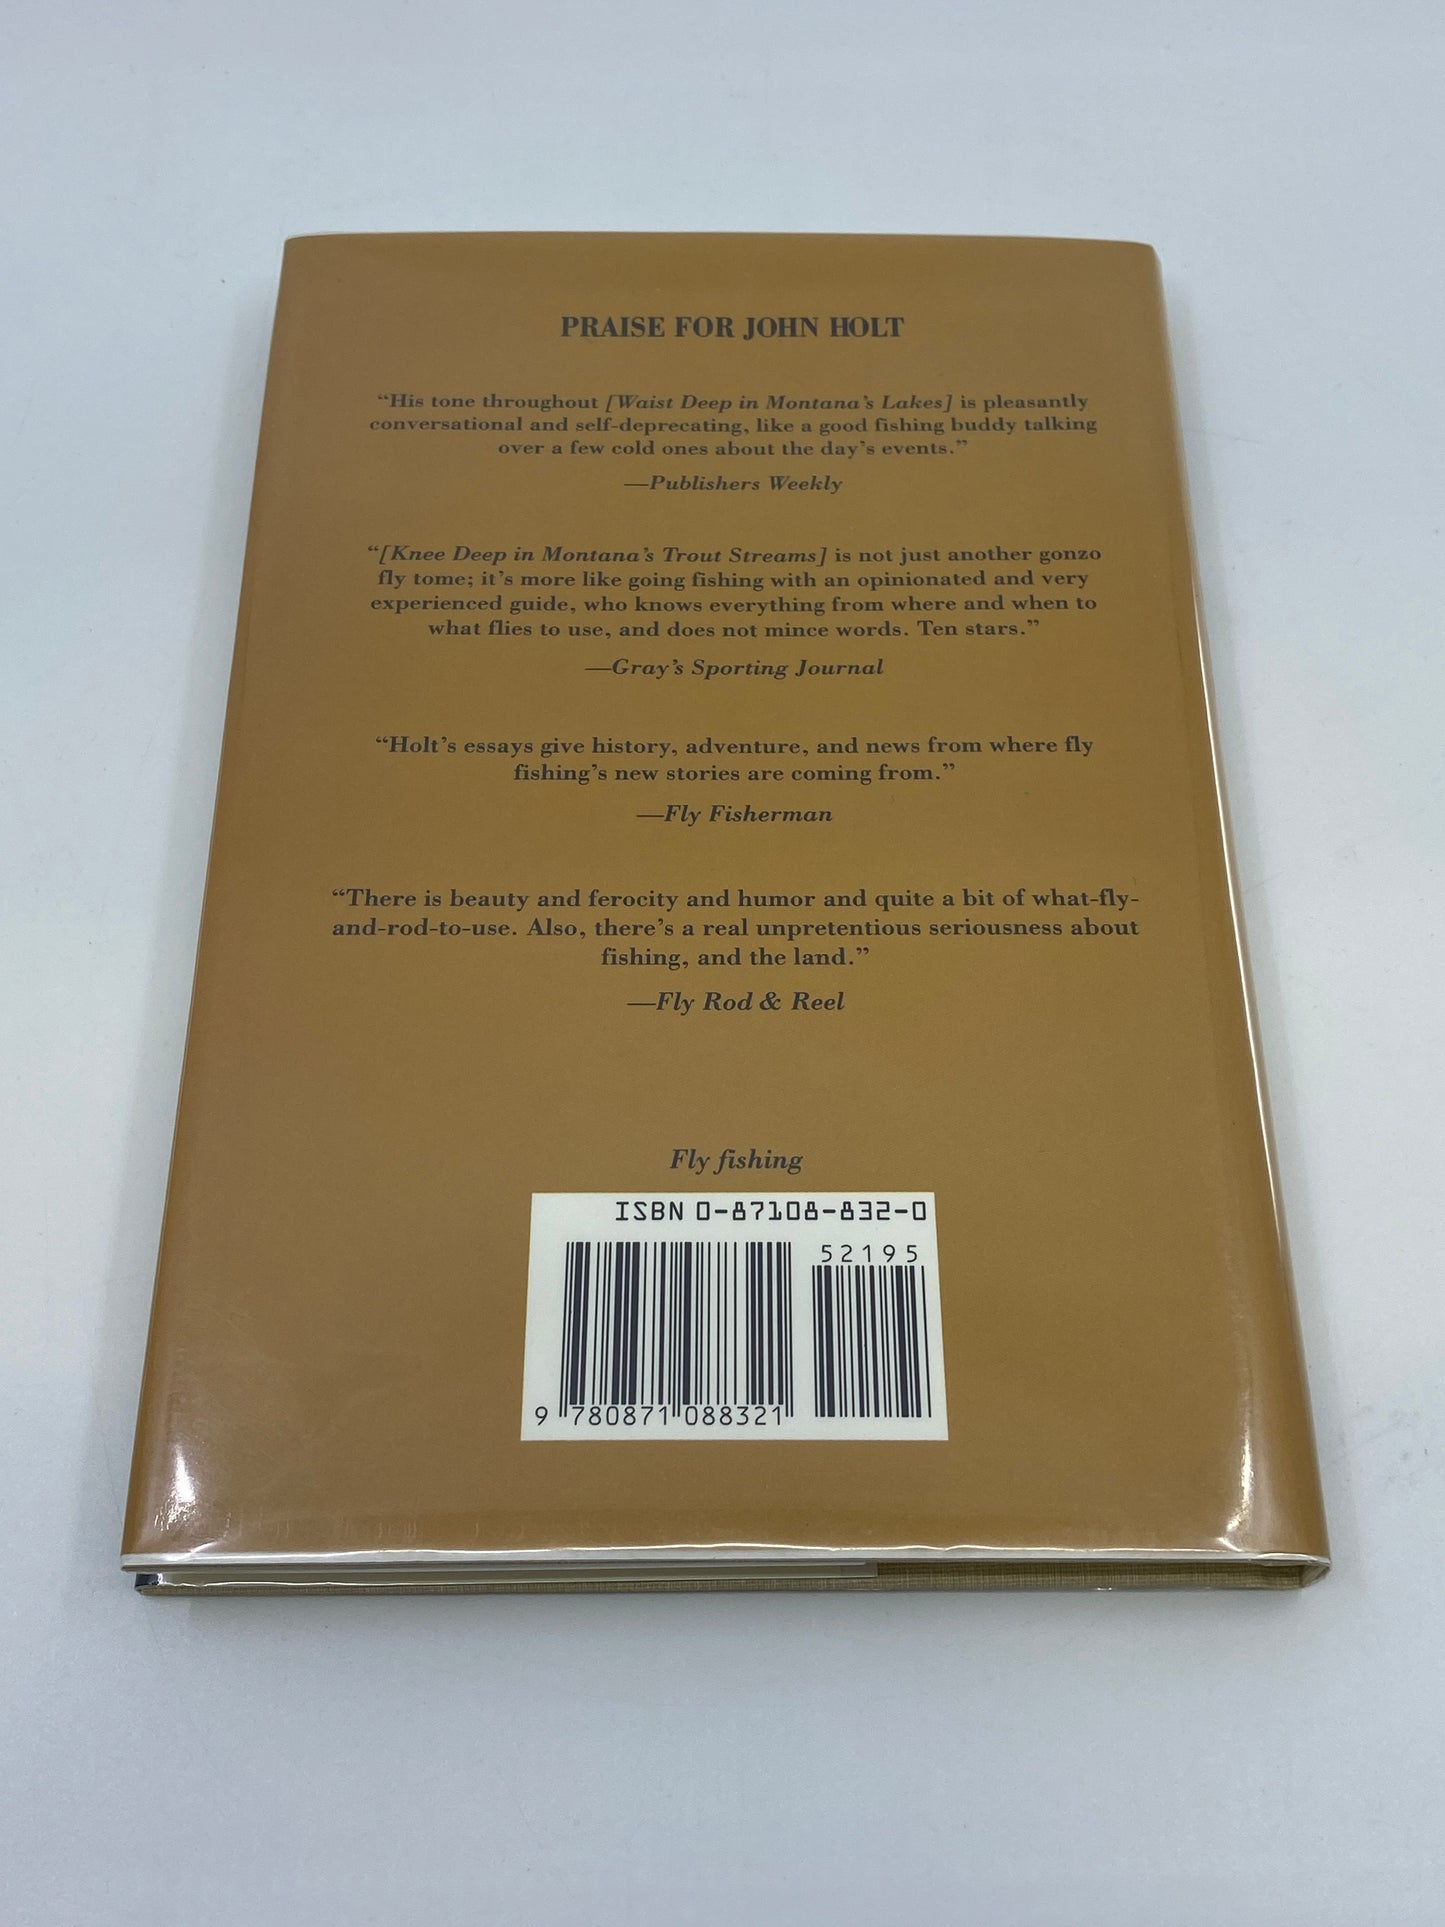 PRAISE FOR JOHN HOLT
“His tone throughout [Waist Deep in Montana’s Lakes] is pleasantly
conversational and self-deprecating, like a good fishing buddy talking
over a few cold ones about the day’s events.”
—Publishers Weekly
“[Knee Deep in Montana’s Trout Streams] is not just another gonzo
fly tome; it’s more like going fishing with an opinionated and very
experienced guide, who knows everything from where and when to
what flies to use, and does not mince words. Ten stars.”
—Gray’s Sporting Journal
“Holt’s essays give history, adventure, and news from where fly
fishing’s new stories are coming from.”
—Fly Fisherman
“There is beauty and ferocity and humor and quite a bit of what-fly-
and-rod-to-use. Also, there’s a real unpretentious seriousness about
fishing, and the land.”
—Fly Rod & Reel
Fly fishing
ISBN 0-87108-832-0
52195
9 780871 088321